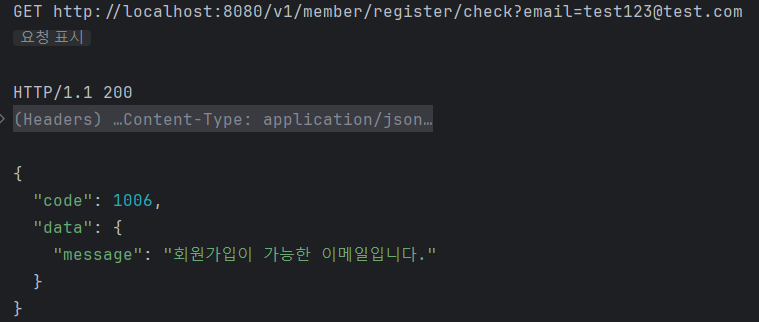 GET http://localhost:8080/v1/member/register/check?email=test123@test.com
요청 표시
HTTP/1.1 200
(Headers) …Content-Type: application/json…
{
  "code": 1006,
  "data": {
    "message": "회원가입이 가능한 이메일입니다."
  }
}